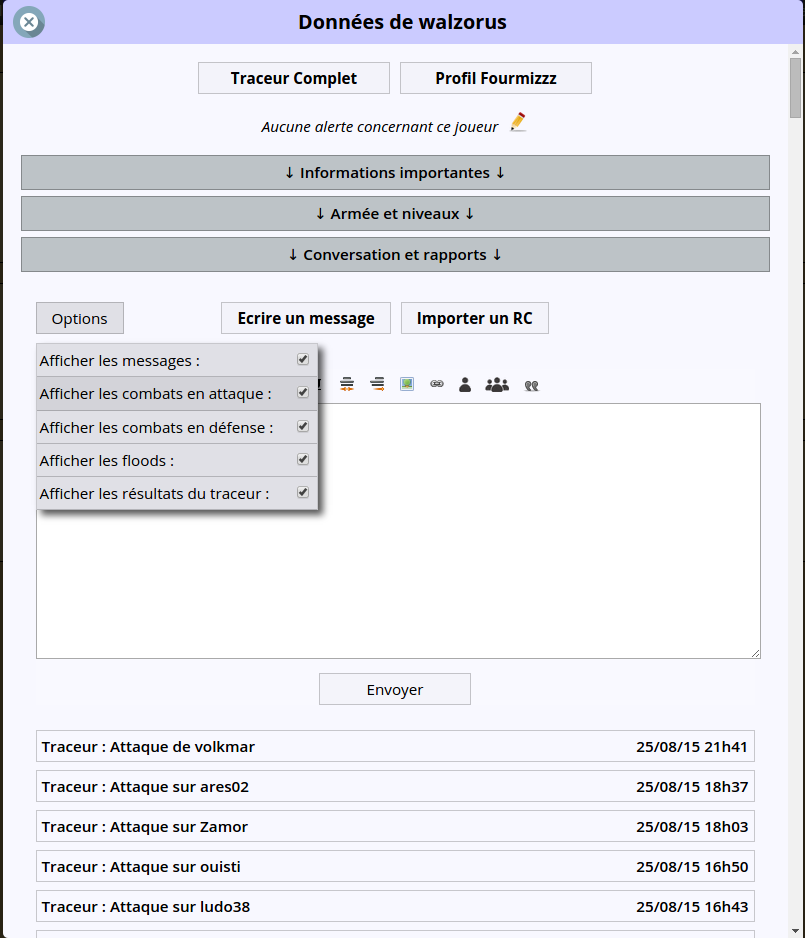 Données de walzorus
Traceur Complet Profil Fourmizzz
Aucune alerte concernant ce joueur
↓ Informations importantes ↓
↓ Armée et niveaux ↓
↓ Conversation et rapports ↓
Options Ecrire un message Importer un RC
Afficher les messages :
Afficher les combats en attaque :
Afficher les combats en défense :
Afficher les floods :
Afficher les résultats du traceur :
Envoyer
Traceur : Attaque de volkmar 25/08/15 21h41
Traceur : Attaque sur ares02 25/08/15 18h37
Traceur : Attaque sur Zamor 25/08/15 18h03
Traceur : Attaque sur ouisti 25/08/15 16h50
Traceur : Attaque sur ludo38 25/08/15 16h43